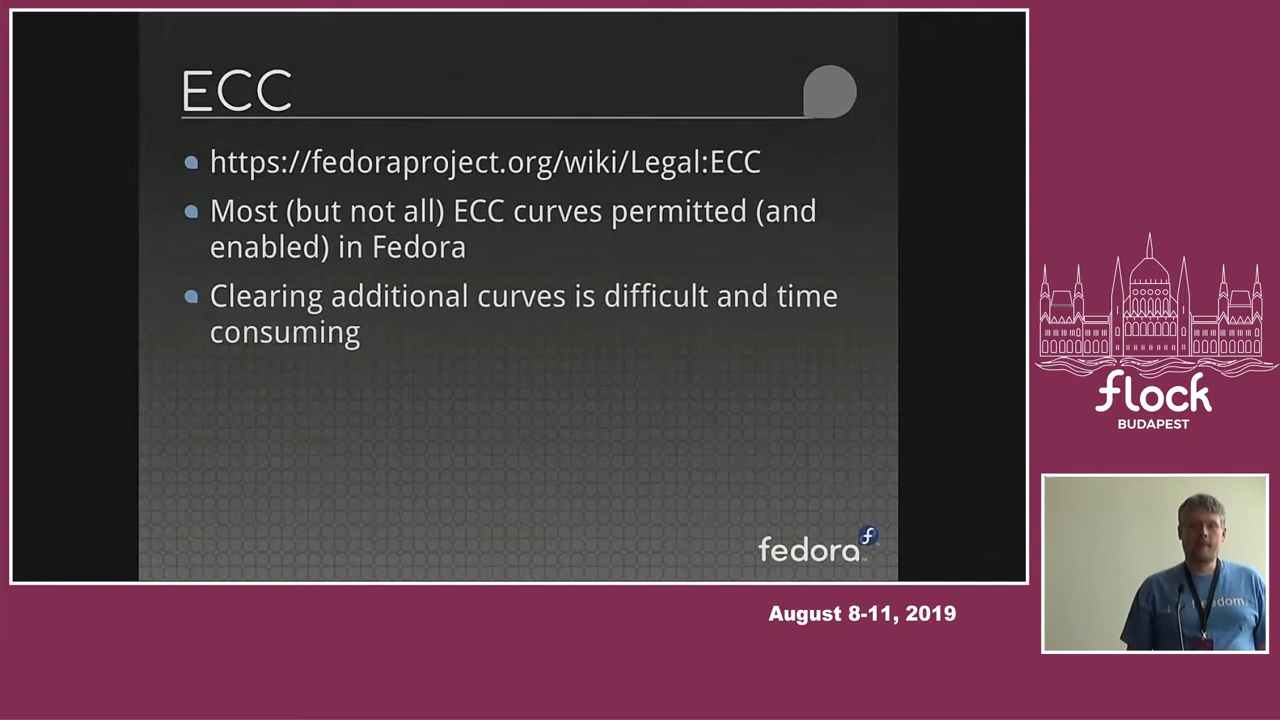 ECC
https://fedoraproject.org/wiki/Legal:ECC
Most (but not all) ECC curves permitted (and
enabled) in Fedora
Clearing additional curves is difficult and time
consuming
fedora
flock
BUDAPEST
August 8-11, 2019